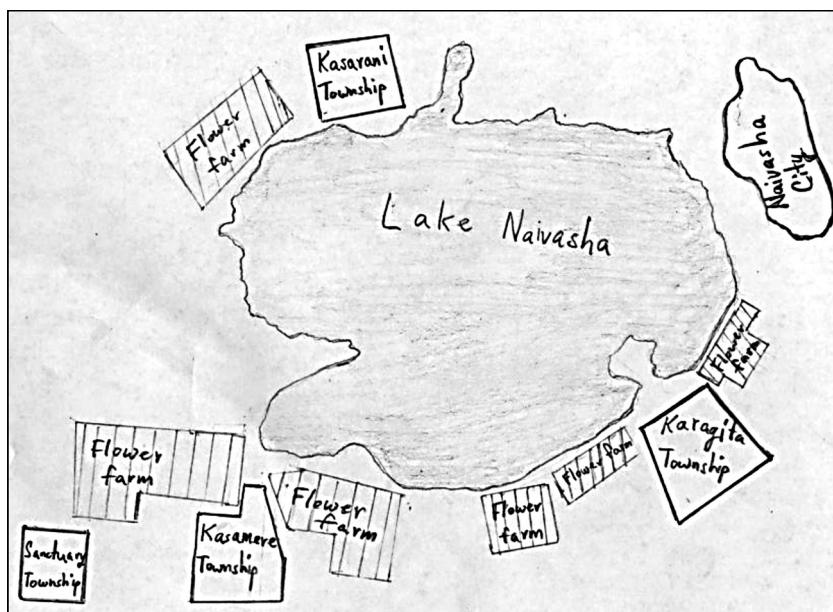 Kasarani
Township
Flower
farm
Naivasha
City
Lake Naivasha
Flower
farm
Karagita
Township
Flower
farm
Flower farm
Flower
farm
Flower
farm
Kasamere
Township
Sanctuary
Township